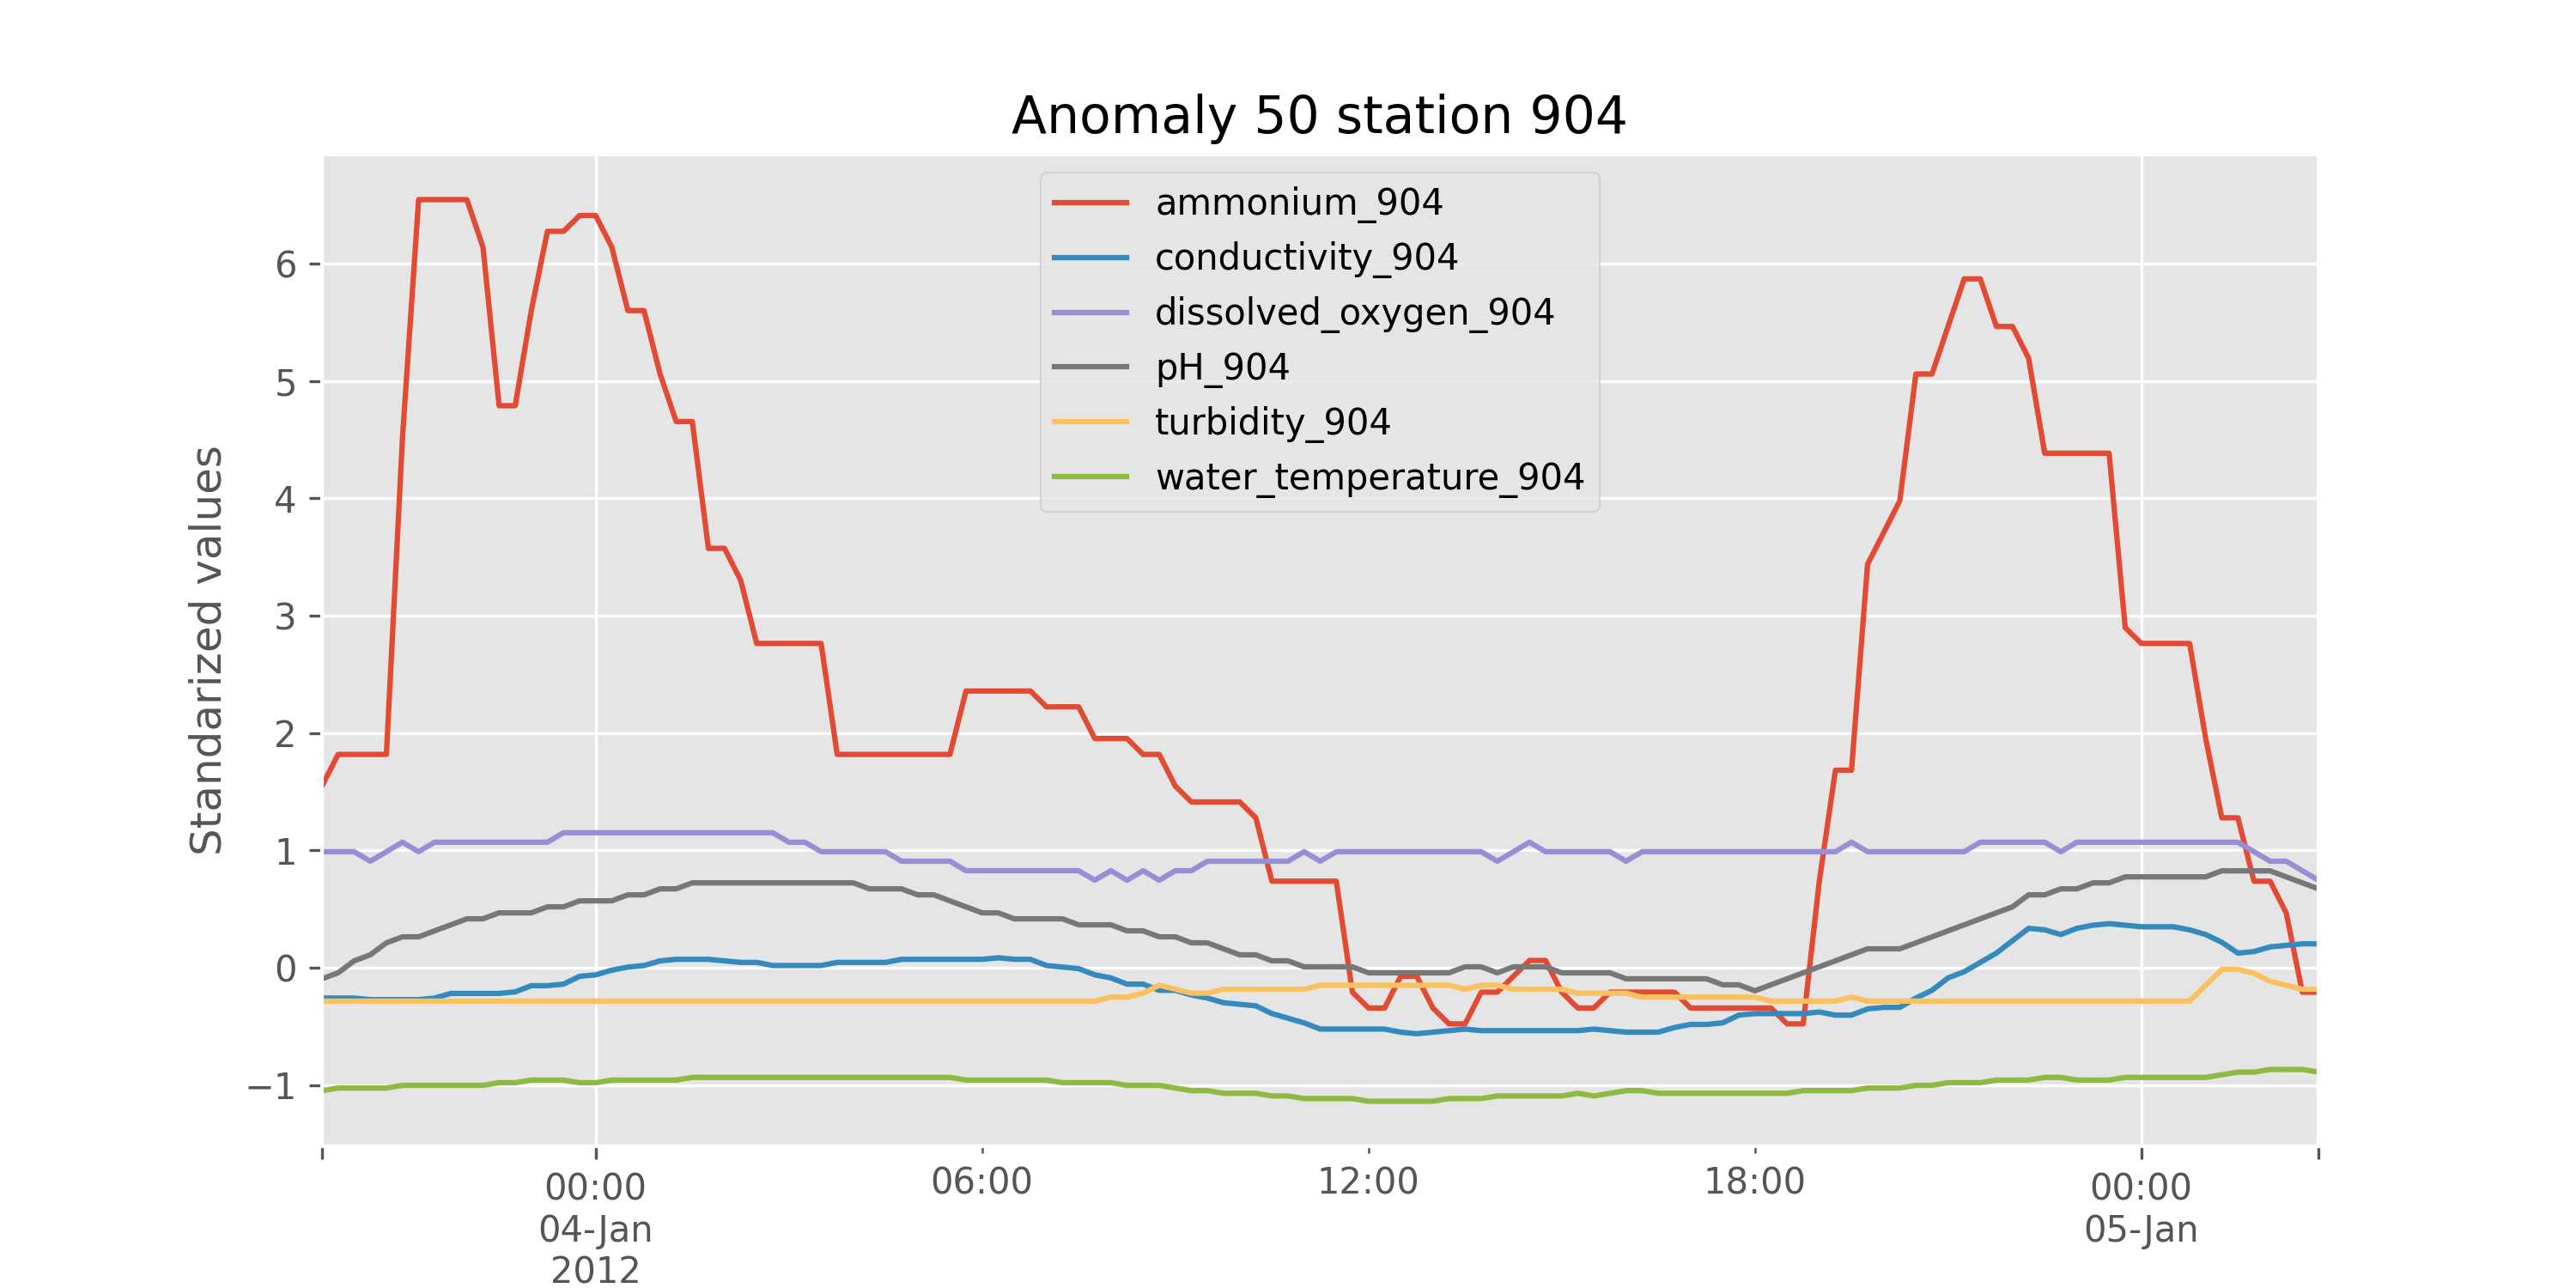 Anomaly 50 station 904
ammonium_904
conductivity_904
dissolved_oxygen_904
pH_904
turbidity_904
water_temperature_904
Standarized values
6
5
4
3
2
1
0
−1
00:00 06:00 12:00 18:00 00:00
04-Jan 05-Jan
2012